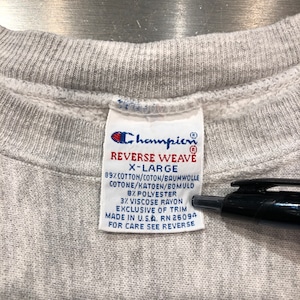 Champion®
REVERSE WEAVE®
X-LARGE
89% COTTON/COTON/BAUMWOLLE
COTONE/KATOEN/BOMULD
8% POLYESTER
3% VISCOSE RAYON
EXCLUSIVE OF TRIM
MADE IN U.S.A. RN 26094
FOR CARE SEE REVERSE